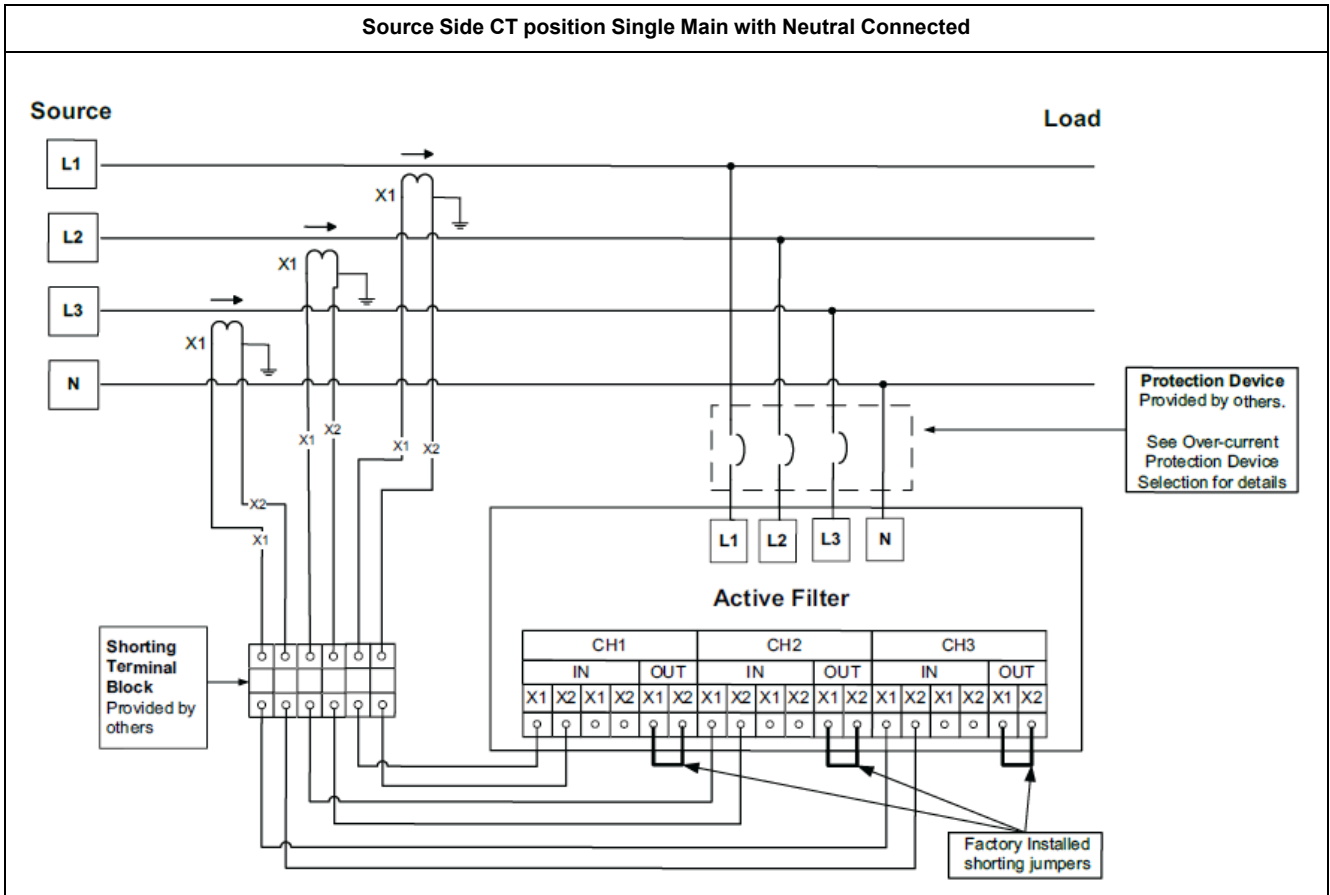 Source Side CT position Single Main with Neutral Connected
Source
Load
L1
X1
L2
X1
L3
X1
N
Protection Device
Provided by others.
See Over-current
Protection Device
Selection for details
X1 X2
X1 X2
X2
X1
L1 L2 L3 N
Active Filter
Shorting
Terminal
Block
Provided by
others
CH1 CH2 CH3
IN OUT IN OUT IN OUT
X1 X2 X1 X2 X1 X2 X1 X2 X1 X2 X1 X2 X1 X2 X1 X2 X1 X2
Factory Installed
shorting jumpers